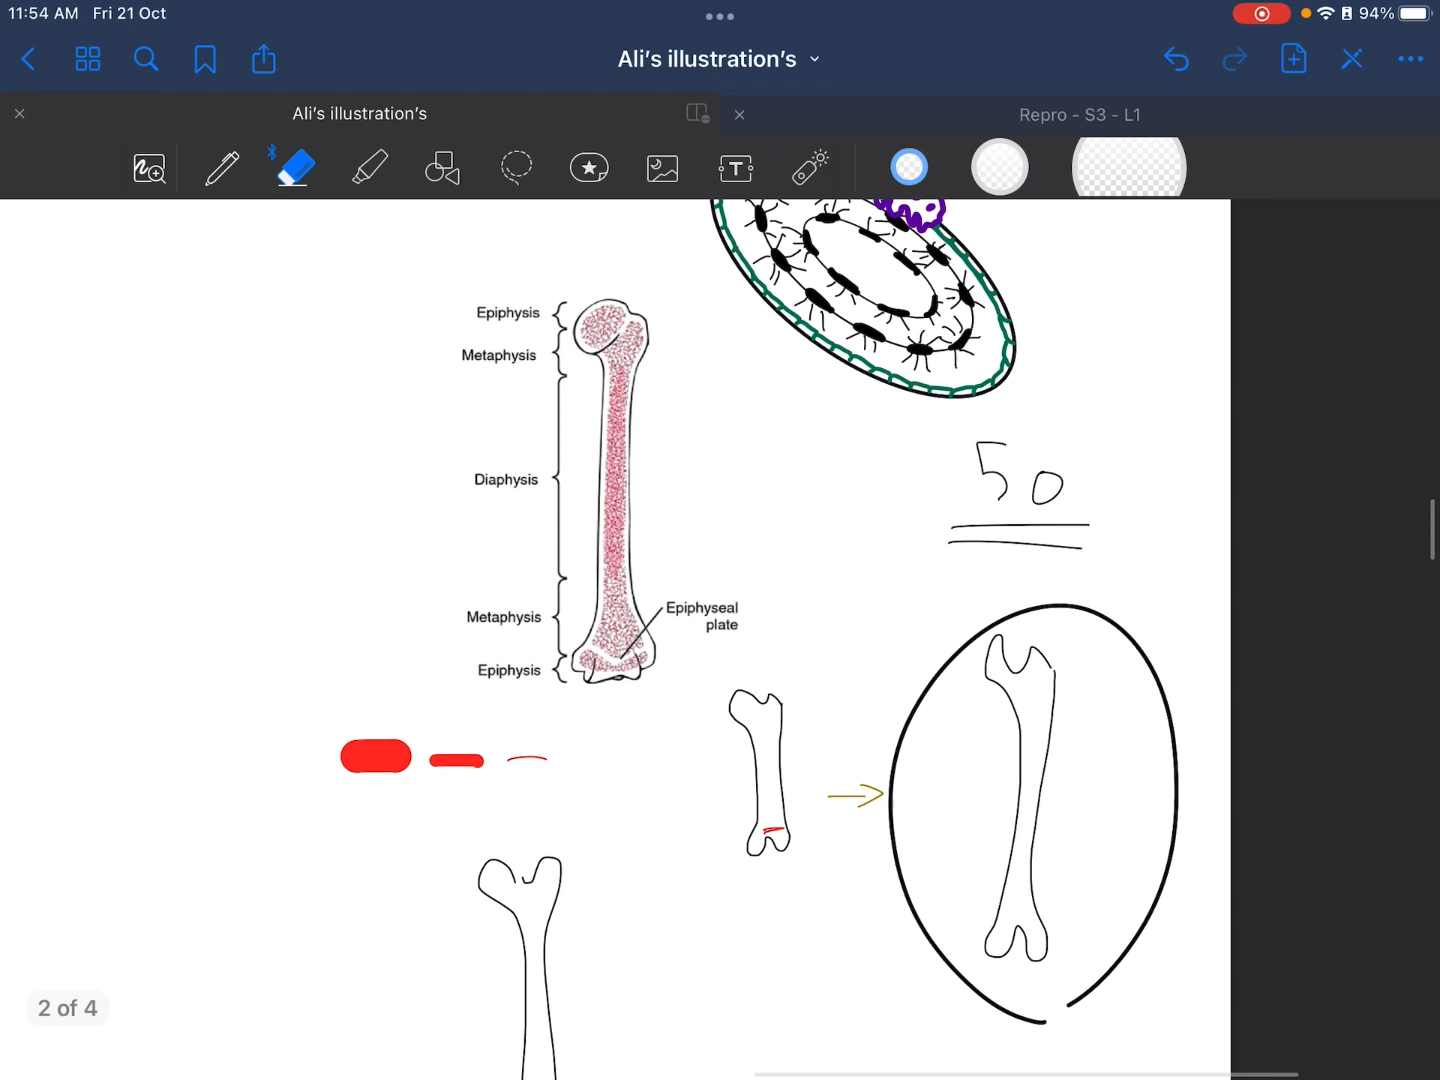 11:54 AM Fri 21 Oct
94%
Ali's illustration's
Ali's illustration's
Repro - S3 - L1
T
Epiphysis
Metaphysis
Diaphysis
Metaphysis
Epiphyseal
plate
Epiphysis
50
2 of 4